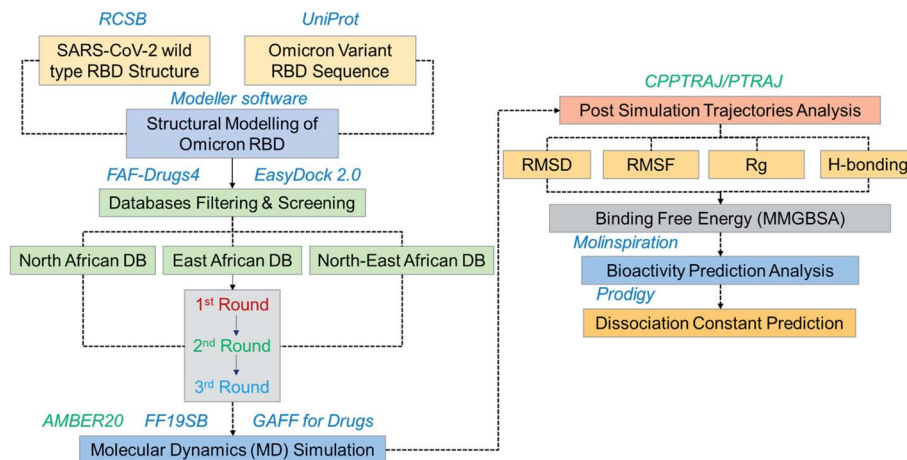 RCSB
UniProt
SARS-CoV-2 wild
type RBD Structure
Omicron Variant
RBD Sequence
Modeller software
Structural Modelling of
Omicron RBD
FAF-Drugs4
EasyDock 2.0
Databases Filtering & Screening
North African DB
East African DB
North-East African DB
1st Round
2nd Round
3rd Round
AMBER20
FF19SB
GAFF for Drugs
Molecular Dynamics (MD) Simulation
CPPTRAJ/PTRAJ
Post Simulation Trajectories Analysis
RMSD
RMSF
Rg
H-bonding
Binding Free Energy (MMGBSA)
Molinspiration
Bioactivity Prediction Analysis
Prodigy
Dissociation Constant Prediction